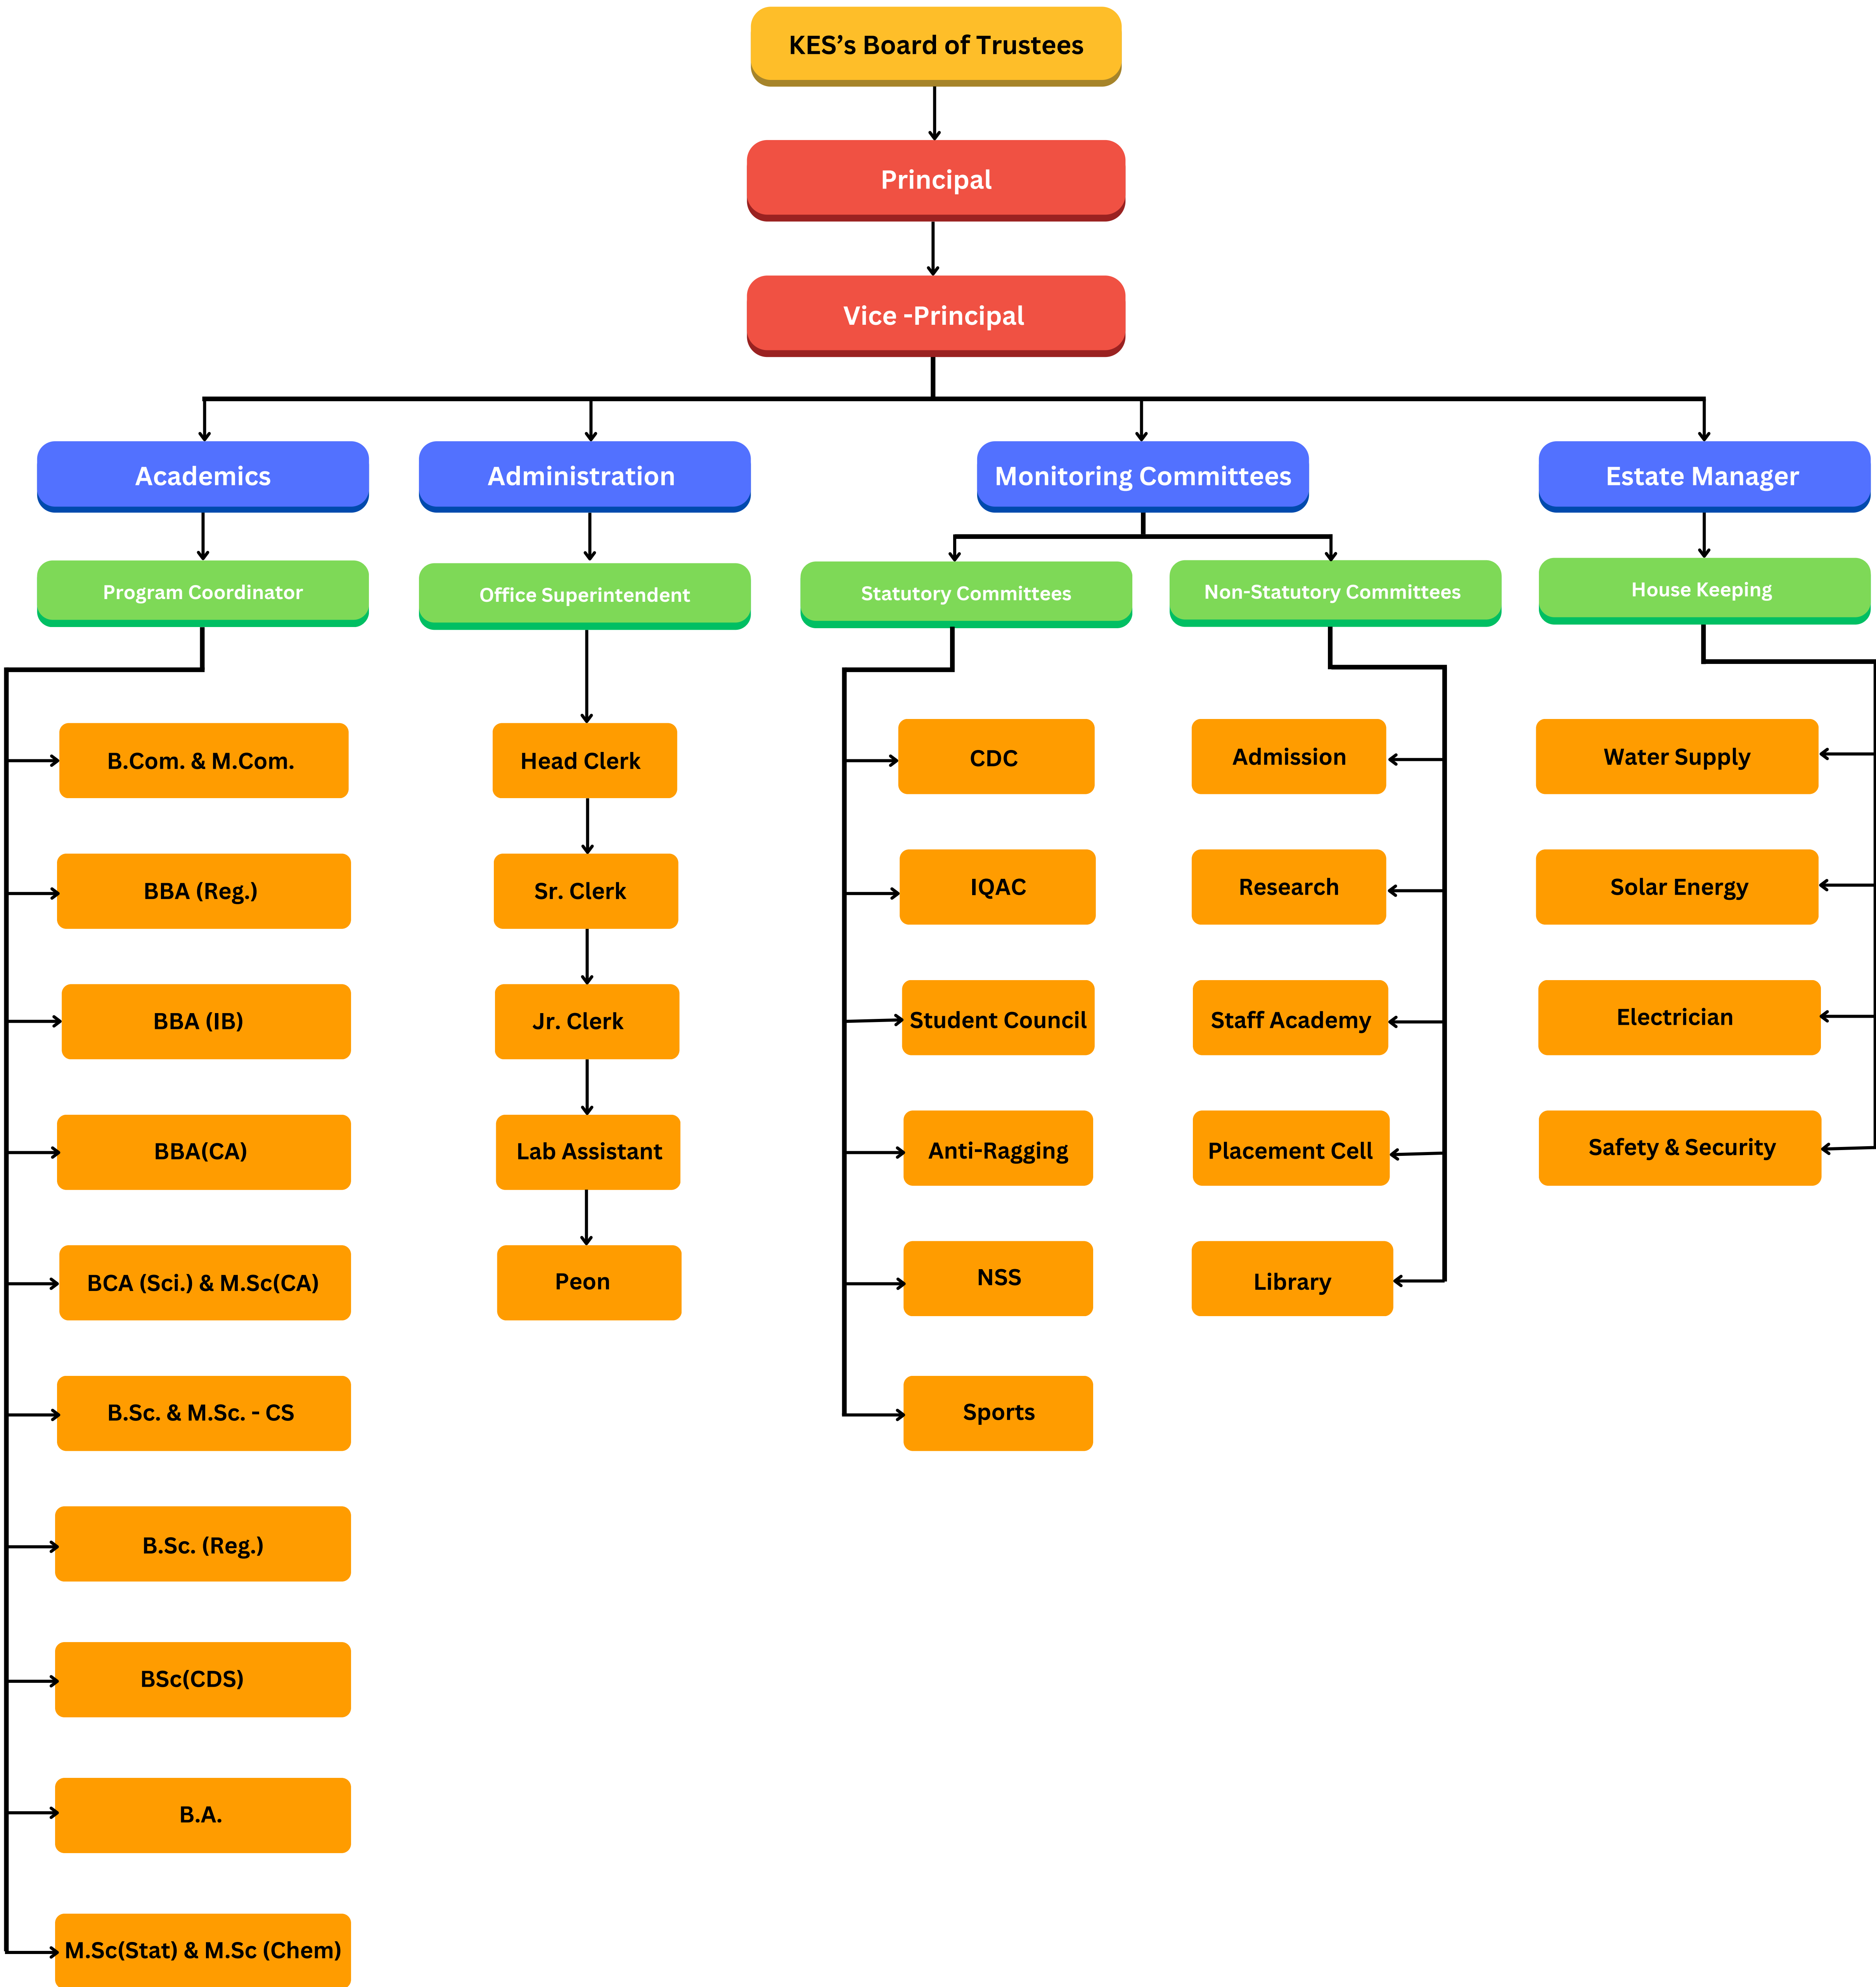 KES’s Board of Trustees
Principal
Vice -Principal
Academics
Administration
Monitoring Committees
Estate Manager
Program Coordinator
Office Superintendent
Statutory Committees
Non-Statutory Committees
House Keeping
B.Com. & M.Com.
BBA (Reg.)
BBA (IB)
BBA(CA)
BCA (Sci.) & M.Sc(CA)
B.Sc. & M.Sc. - CS
B.Sc. (Reg.)
BSc(CDS)
B.A.
M.Sc(Stat) & M.Sc (Chem)
Head Clerk
Sr. Clerk
Jr. Clerk
Lab Assistant
Peon
CDC
IQAC
Student Council
Anti-Ragging
NSS
Sports
Admission
Research
Staff Academy
Placement Cell
Library
Water Supply
Solar Energy
Electrician
Safety & Security